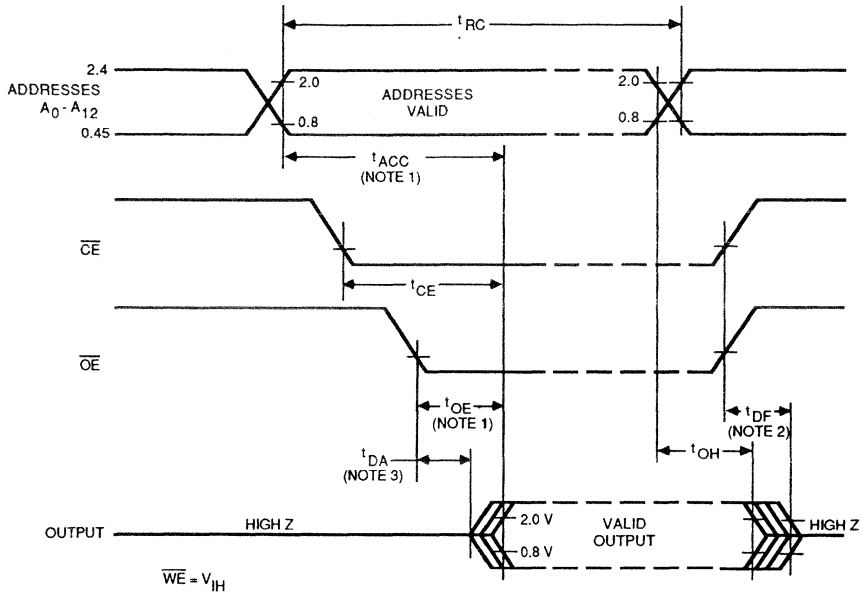 tRC
2.4
ADDRESSES
A0 - A12
0.45
2.0
0.8
ADDRESSES
VALID
2.0
0.8
tACC
(NOTE 1)
CE
tCE
OE
tOE
(NOTE 1)
tDF
(NOTE 2)
tOH
tDA
(NOTE 3)
OUTPUT
HIGH Z
2.0 V
0.8 V
VALID
OUTPUT
HIGH Z
WE = VIH